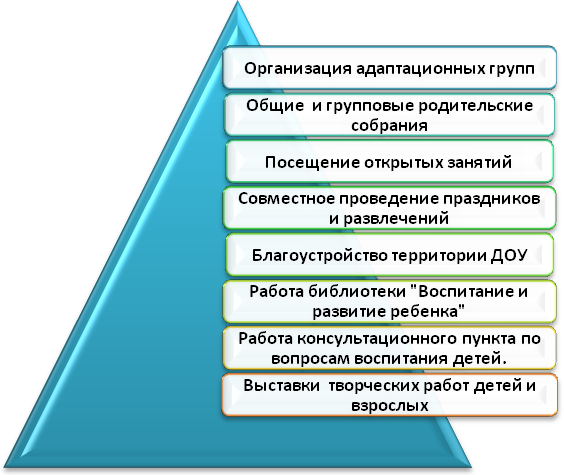 Организация адаптационных групп
Общие  и групповые родительские
собрания
Посещение открытых занятий
Совместное проведение праздников
и развлечений
Благоустройство территории ДОУ
Работа библиотеки "Воспитание и
развитие ребенка"
Работа консультационного пункта по
вопросам воспитания детей.
Выставки  творческих работ детей и
взрослых